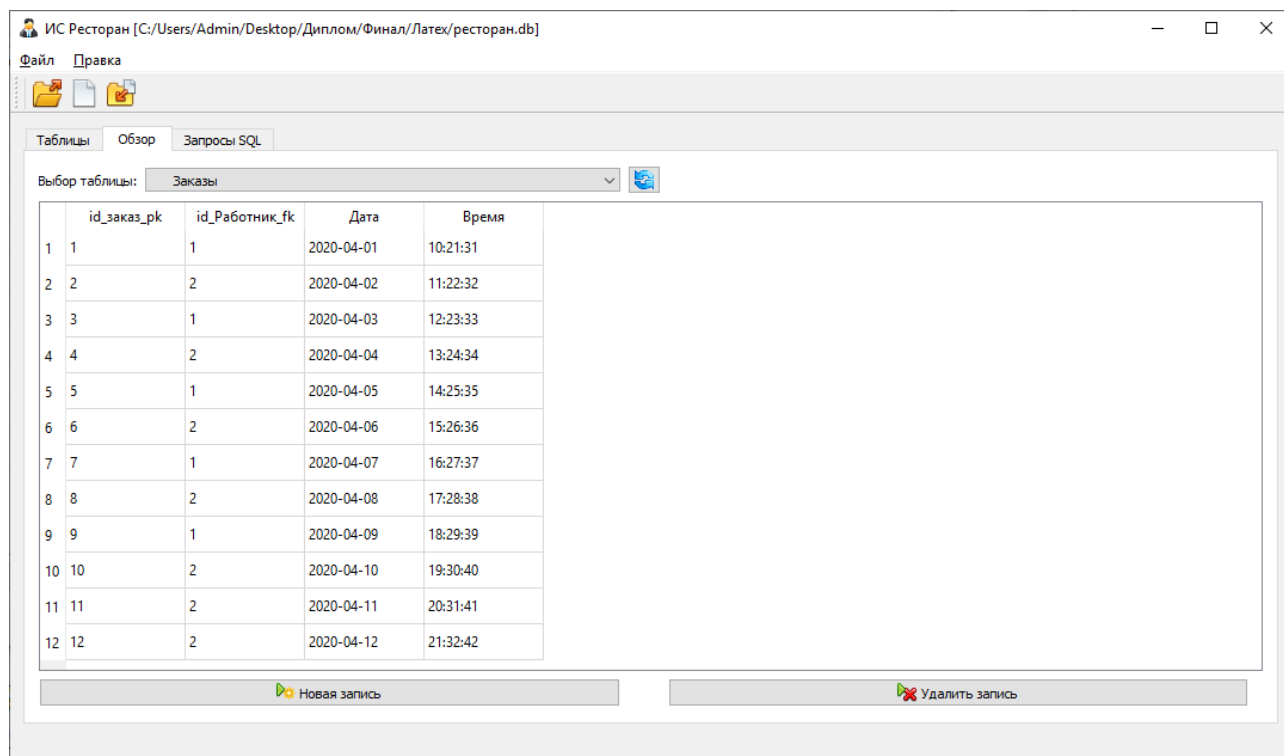 ИС Ресторан [C:/Users/Admin/Desktop/Диплом/Финал/Латех/ресторан.db]
Файл Правка
Таблицы Обзор Запросы SQL
Выбор таблицы: Заказы
id_заказ_pk id_Работник_fk Дата Время
1 1 1 2020-04-01 10:21:31
2 2 2 2020-04-02 11:22:32
3 3 1 2020-04-03 12:23:33
4 4 2 2020-04-04 13:24:34
5 5 1 2020-04-05 14:25:35
6 6 2 2020-04-06 15:26:36
7 7 1 2020-04-07 16:27:37
8 8 2 2020-04-08 17:28:38
9 9 1 2020-04-09 18:29:39
10 10 2 2020-04-10 19:30:40
11 11 2 2020-04-11 20:31:41
12 12 2 2020-04-12 21:32:42
Новая запись Удалить запись